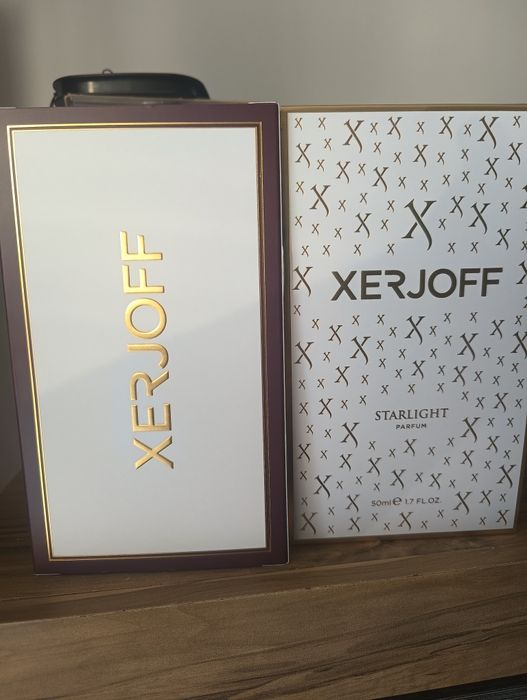 XERJOFF
X
XERJOFF
STARLIGHT
PARFUM
50ml℮ 1.7 FL.OZ.